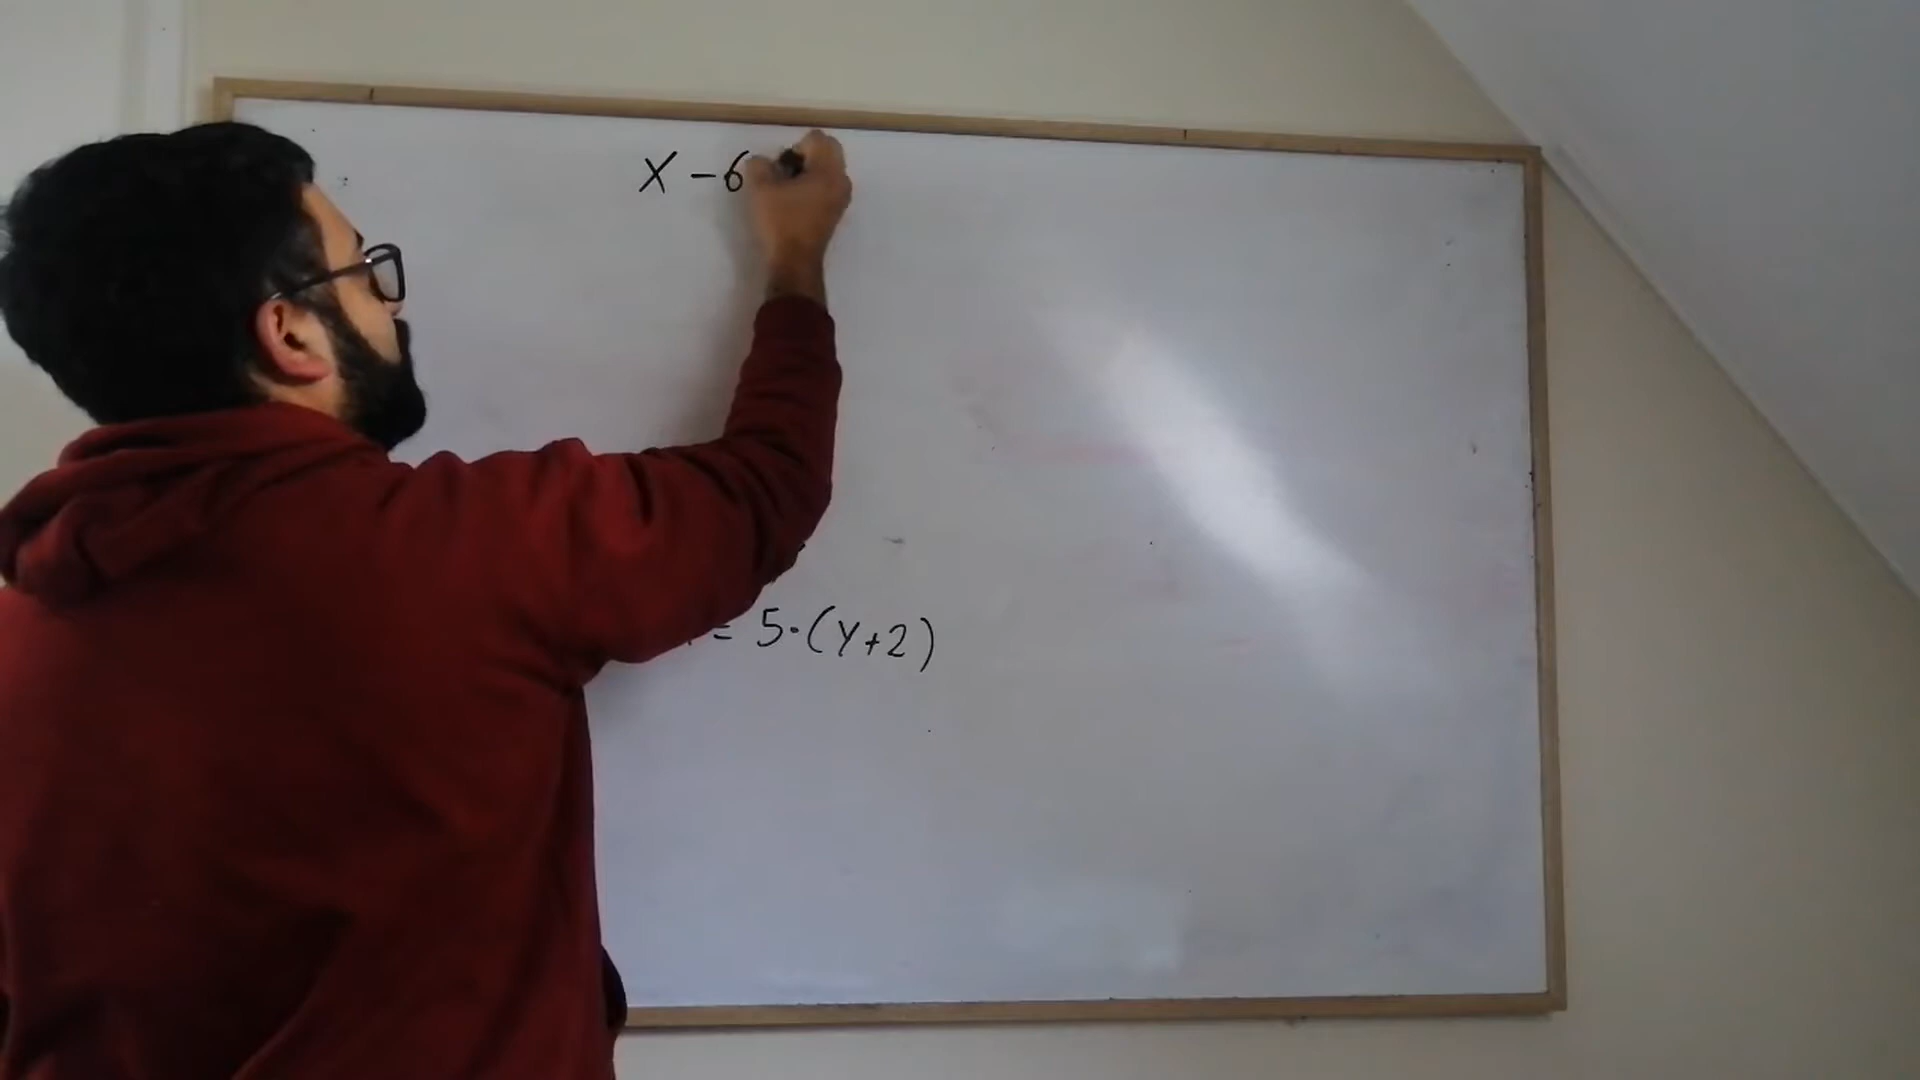 X - 6
= 5·(y+2)